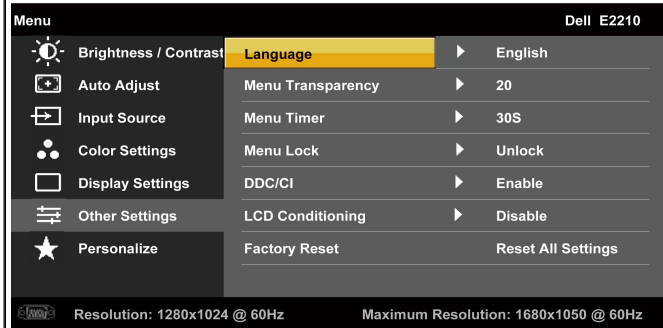 Menu Dell E2210
Brightness / Contrast Language English
Auto Adjust Menu Transparency 20
Input Source Menu Timer 30S
Color Settings Menu Lock Unlock
Display Settings DDC/CI Enable
Other Settings LCD Conditioning Disable
Personalize Factory Reset Reset All Settings
Resolution: 1280x1024 @ 60Hz Maximum Resolution: 1680x1050 @ 60Hz